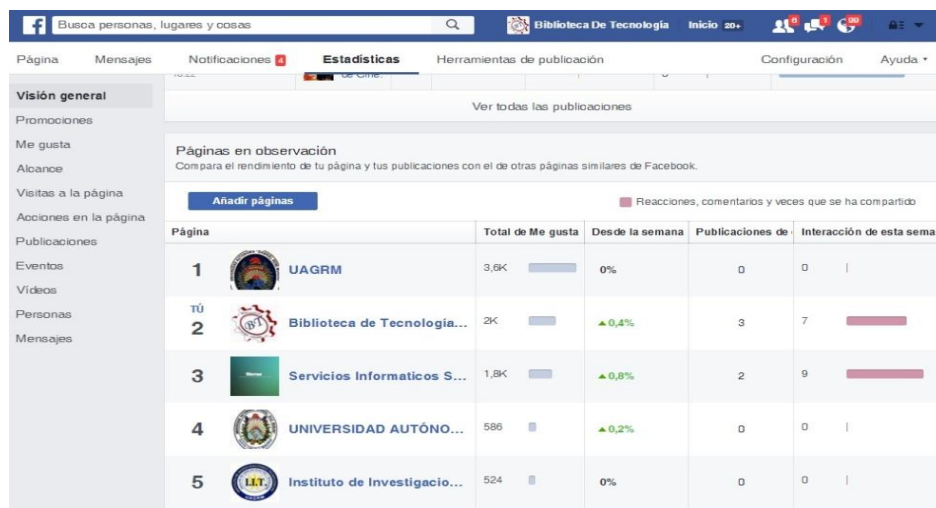 Busca personas, lugares y cosas
Biblioteca De Tecnología Inicio 20+ 6 1 99
Página Mensajes Notificaciones 4 Estadísticas Herramientas de publicación Configuración Ayuda
de Cine.
Visión general
Promociones
Me gusta
Alcance
Visitas a la página
Acciones en la página
Publicaciones
Eventos
Vídeos
Personas
Mensajes
Ver todas las publicaciones
Páginas en observación
Compara el rendimiento de tu página y tus publicaciones con el de otras páginas similares de Facebook.
Añadir páginas
Reacciones, comentarios y veces que se ha compartido
Página Total de Me gusta Desde la semana Publicaciones de Interacción de esta sema
1 UAGRM 3,6K 0% 0 0
TÚ
2 Biblioteca de Tecnología... 2K 0,4% 3 7
3 Servicios Informaticos S... 1,8K 0,8% 2 9
4 UNIVERSIDAD AUTÓNO... 586 0,2% 0 0
5 I.I.T. Instituto de Investigacio... 524 0% 0 0